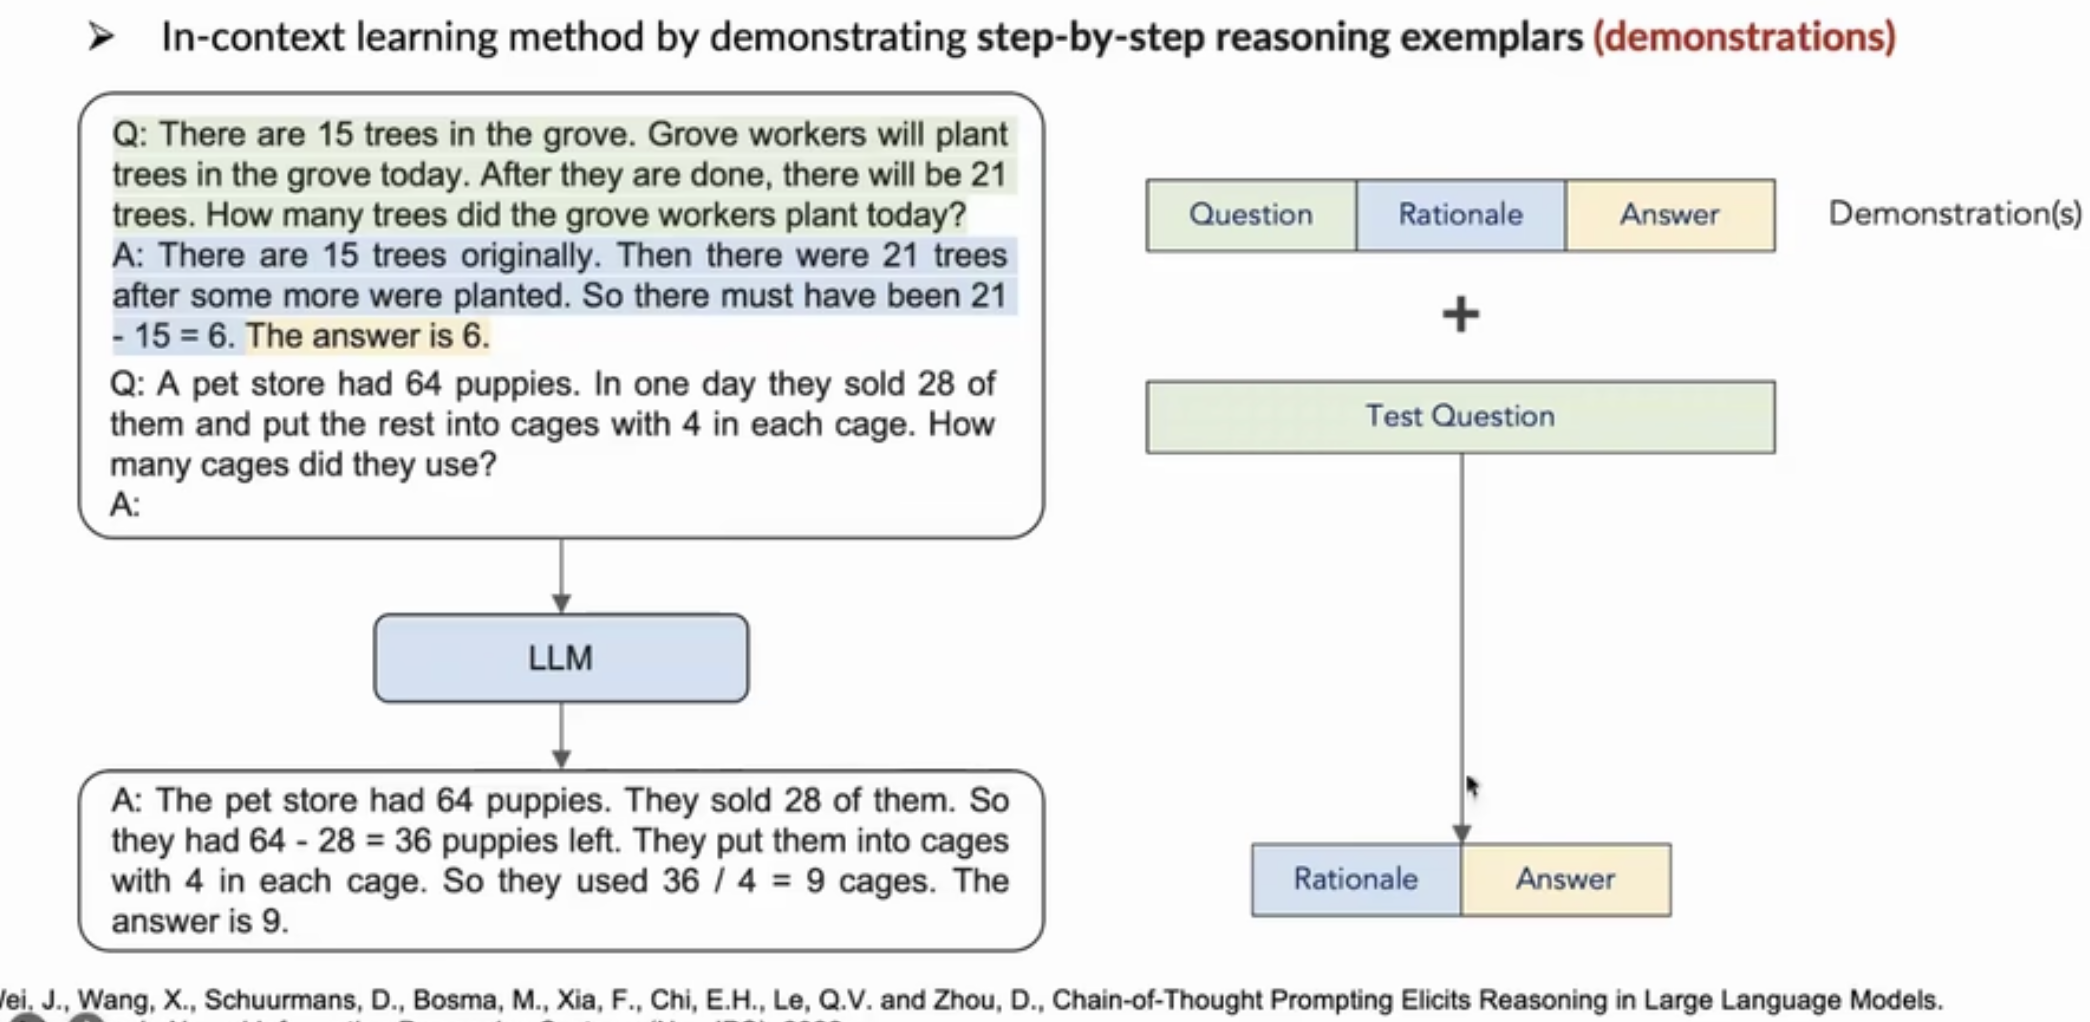 In-context learning method by demonstrating step-by-step reasoning exemplars (demonstrations)
Q: There are 15 trees in the grove. Grove workers will plant
trees in the grove today. After they are done, there will be 21
trees. How many trees did the grove workers plant today?
A: There are 15 trees originally. Then there were 21 trees
after some more were planted. So there must have been 21
- 15 = 6. The answer is 6.
Q: A pet store had 64 puppies. In one day they sold 28 of
them and put the rest into cages with 4 in each cage. How
many cages did they use?
A:
LLM
A: The pet store had 64 puppies. They sold 28 of them. So
they had 64 - 28 = 36 puppies left. They put them into cages
with 4 in each cage. So they used 36 / 4 = 9 cages. The
answer is 9.
Question Rationale Answer Demonstration(s)
+
Test Question
Rationale Answer
ei, J., Wang, X., Schuurmans, D., Bosma, M., Xia, F., Chi, E.H., Le, Q.V. and Zhou, D., Chain-of-Thought Prompting Elicits Reasoning in Large Language Models.